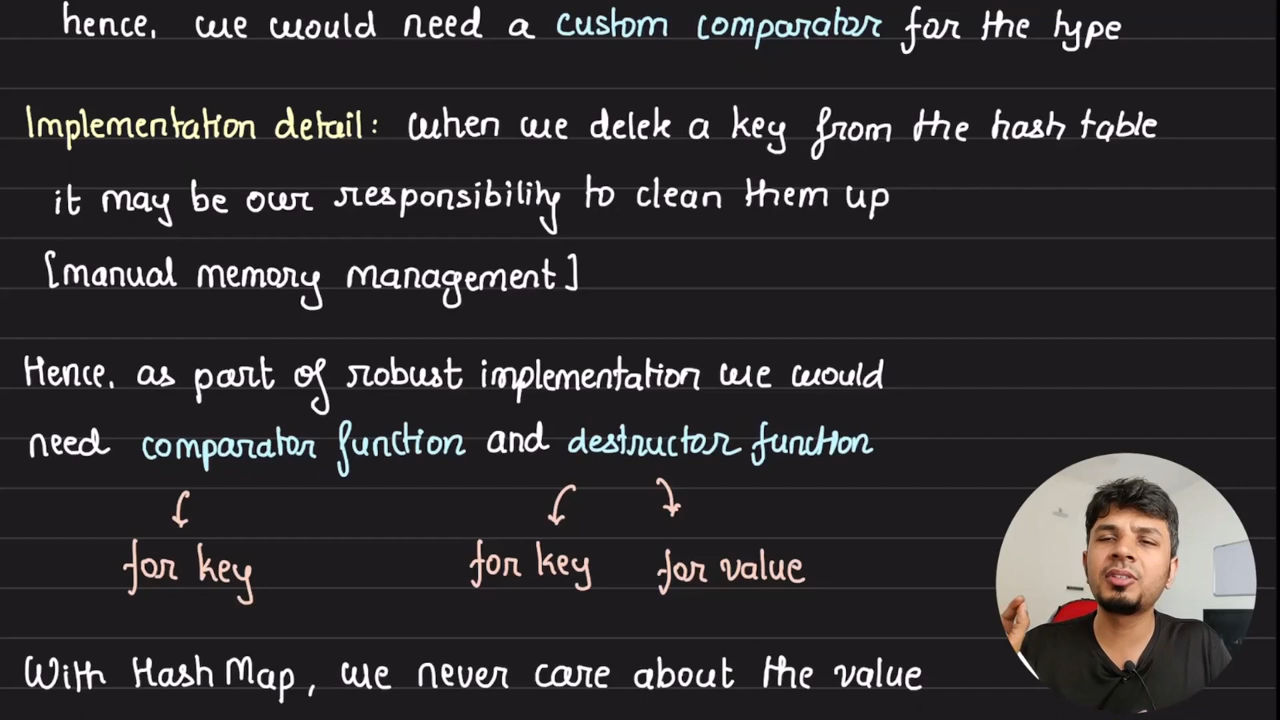 hence, we would need a custom comparator for the type
Implementation detail: when we delete a key from the hash table
it may be our responsibility to clean them up
[manual memory management]
Hence, as part of robust implementation we would
need comparator function and destructor function
for key for key for value
With HashMap, we never care about the value